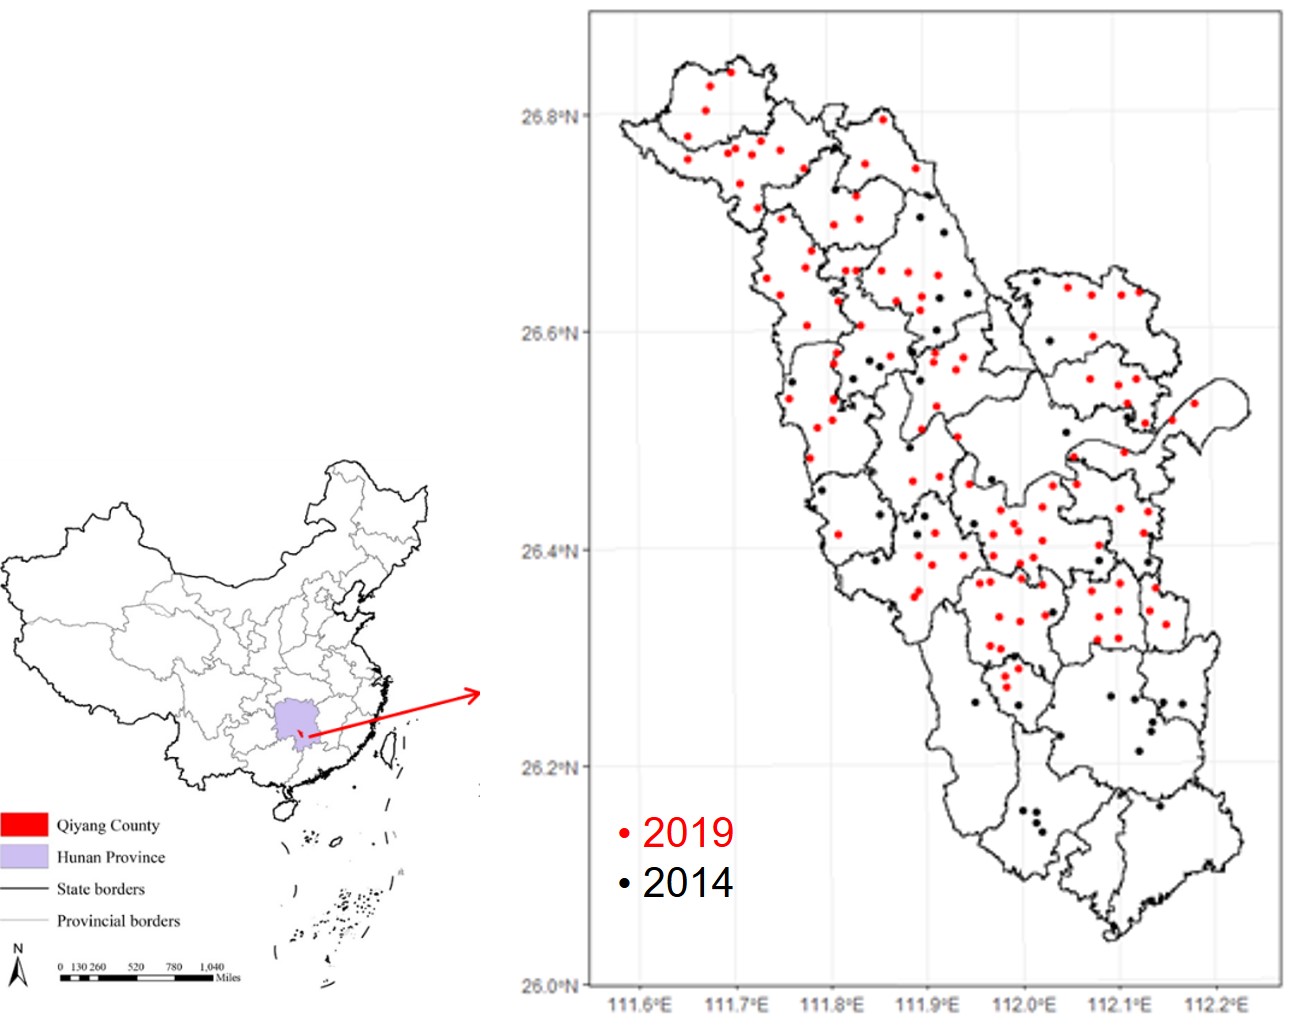 26.8°N
26.6°N
26.4°N
26.2°N
26.0°N
111.6°E 111.7°E 111.8°E 111.9°E 112.0°E 112.1°E 112.2°E
• 2019
• 2014
Qiyang County
Hunan Province
State borders
Provincial borders
N
0 130 260 520 780 1,040
Miles